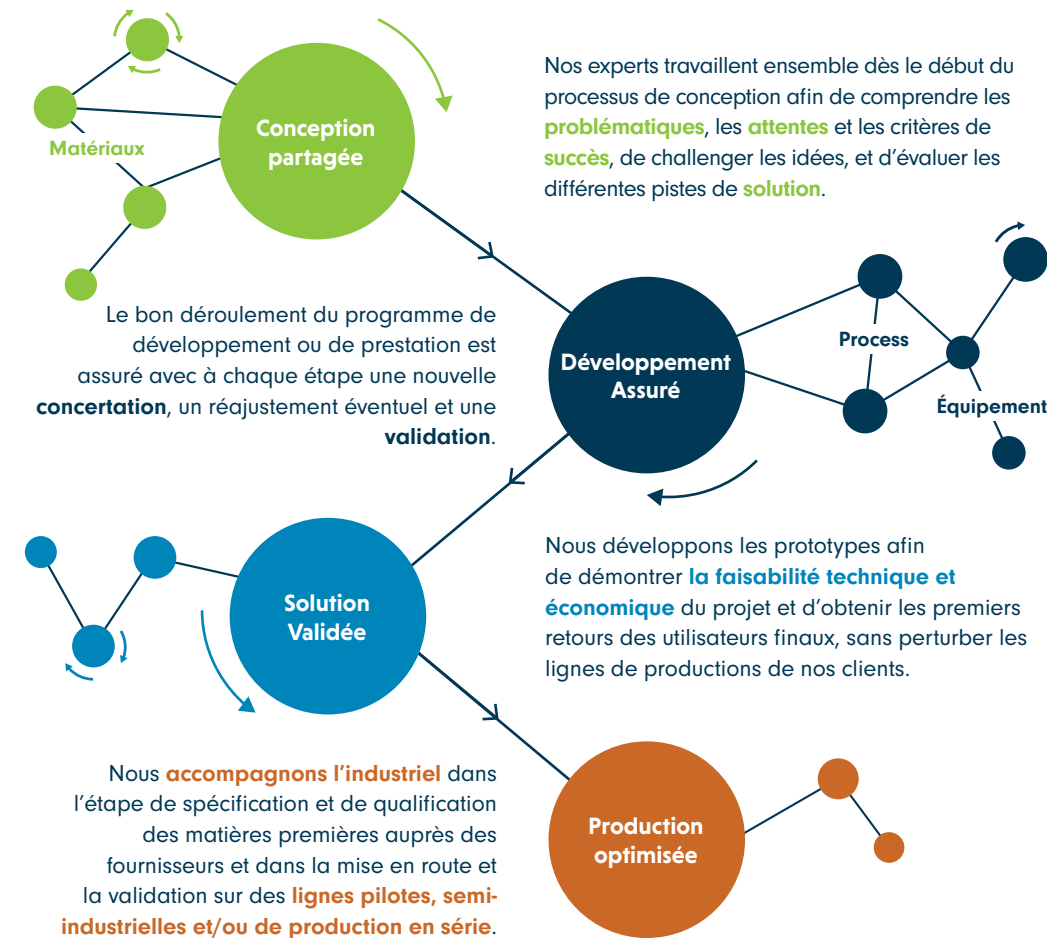 Conception
partagée
Matériaux
Nos experts travaillent ensemble dès le début du
processus de conception afin de comprendre les
problématiques, les attentes et les critères de
succès, de challenger les idées, et d’évaluer les
différentes pistes de solution.
Développement
Assuré
Process
Équipement
Le bon déroulement du programme de
développement ou de prestation est
assuré avec à chaque étape une nouvelle
concertation, un réajustement éventuel et une
validation.
Solution
Validée
Nous développons les prototypes afin
de démontrer la faisabilité technique et
économique du projet et d’obtenir les premiers
retours des utilisateurs finaux, sans perturber les
lignes de productions de nos clients.
Production
optimisée
Nous accompagnons l’industriel dans
l’étape de spécification et de qualification
des matières premières auprès des
fournisseurs et dans la mise en route et
la validation sur des lignes pilotes, semi-
industrielles et/ou de production en série.